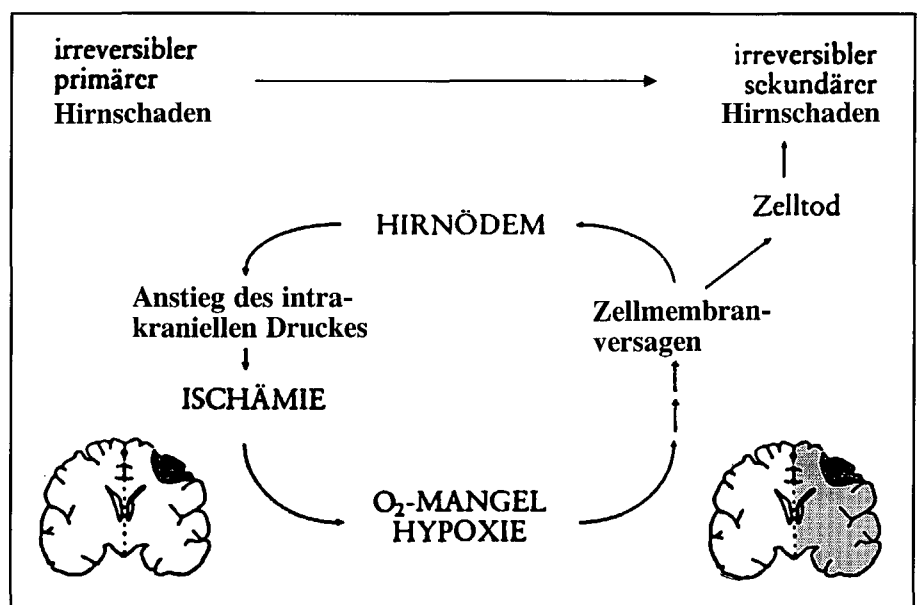 irreversibler
primärer
Hirnschaden
irreversibler
sekundärer
Hirnschaden
Zelltod
HIRNÖDEM
Anstieg des intra-
kraniellen Druckes
Zellmembran-
versagen
ISCHÄMIE
O₂-MANGEL
HYPOXIE